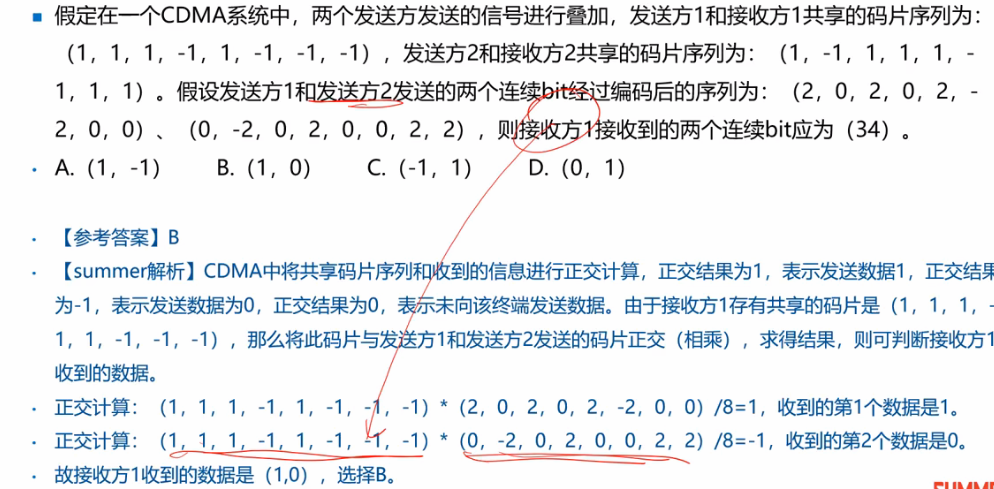 假定在一个CDMA系统中，两个发送方发送的信号进行叠加，发送方1和接收方1共享的码片序列为：
（1，1，1，-1，1，-1，-1，-1），发送方2和接收方2共享的码片序列为：（1，-1，1，1，1，-
1，1，1）。假设发送方1和发送方2发送的两个连续bit经过编码后的序列为：（2，0，2，0，2，-
2，0，0）、（0，-2，0，2，0，0，2，2），则接收方1接收到的两个连续bit应为（34）。
A.（1，-1） B.（1，0） C.（-1，1） D.（0，1）
【参考答案】B
【summer解析】CDMA中将共享码片序列和收到的信息进行正交计算，正交结果为1，表示发送数据1，正交结果
为-1，表示发送数据为0，正交结果为0，表示未向该终端发送数据。由于接收方1存有共享的码片是（1，1，1，-
1，1，-1，-1，-1），那么将此码片与发送方1和发送方2发送的码片正交（相乘），求得结果，则可判断接收方1
收到的数据。
正交计算：（1，1，1，-1，1，-1，-1，-1）*（2，0，2，0，2，-2，0，0）/8=1，收到的第1个数据是1。
正交计算：（1，1，1，-1，1，-1，-1，-1）*（0，-2，0，2，0，0，2，2）/8=-1，收到的第2个数据是0。
故接收方1收到的数据是（1,0），选择B。